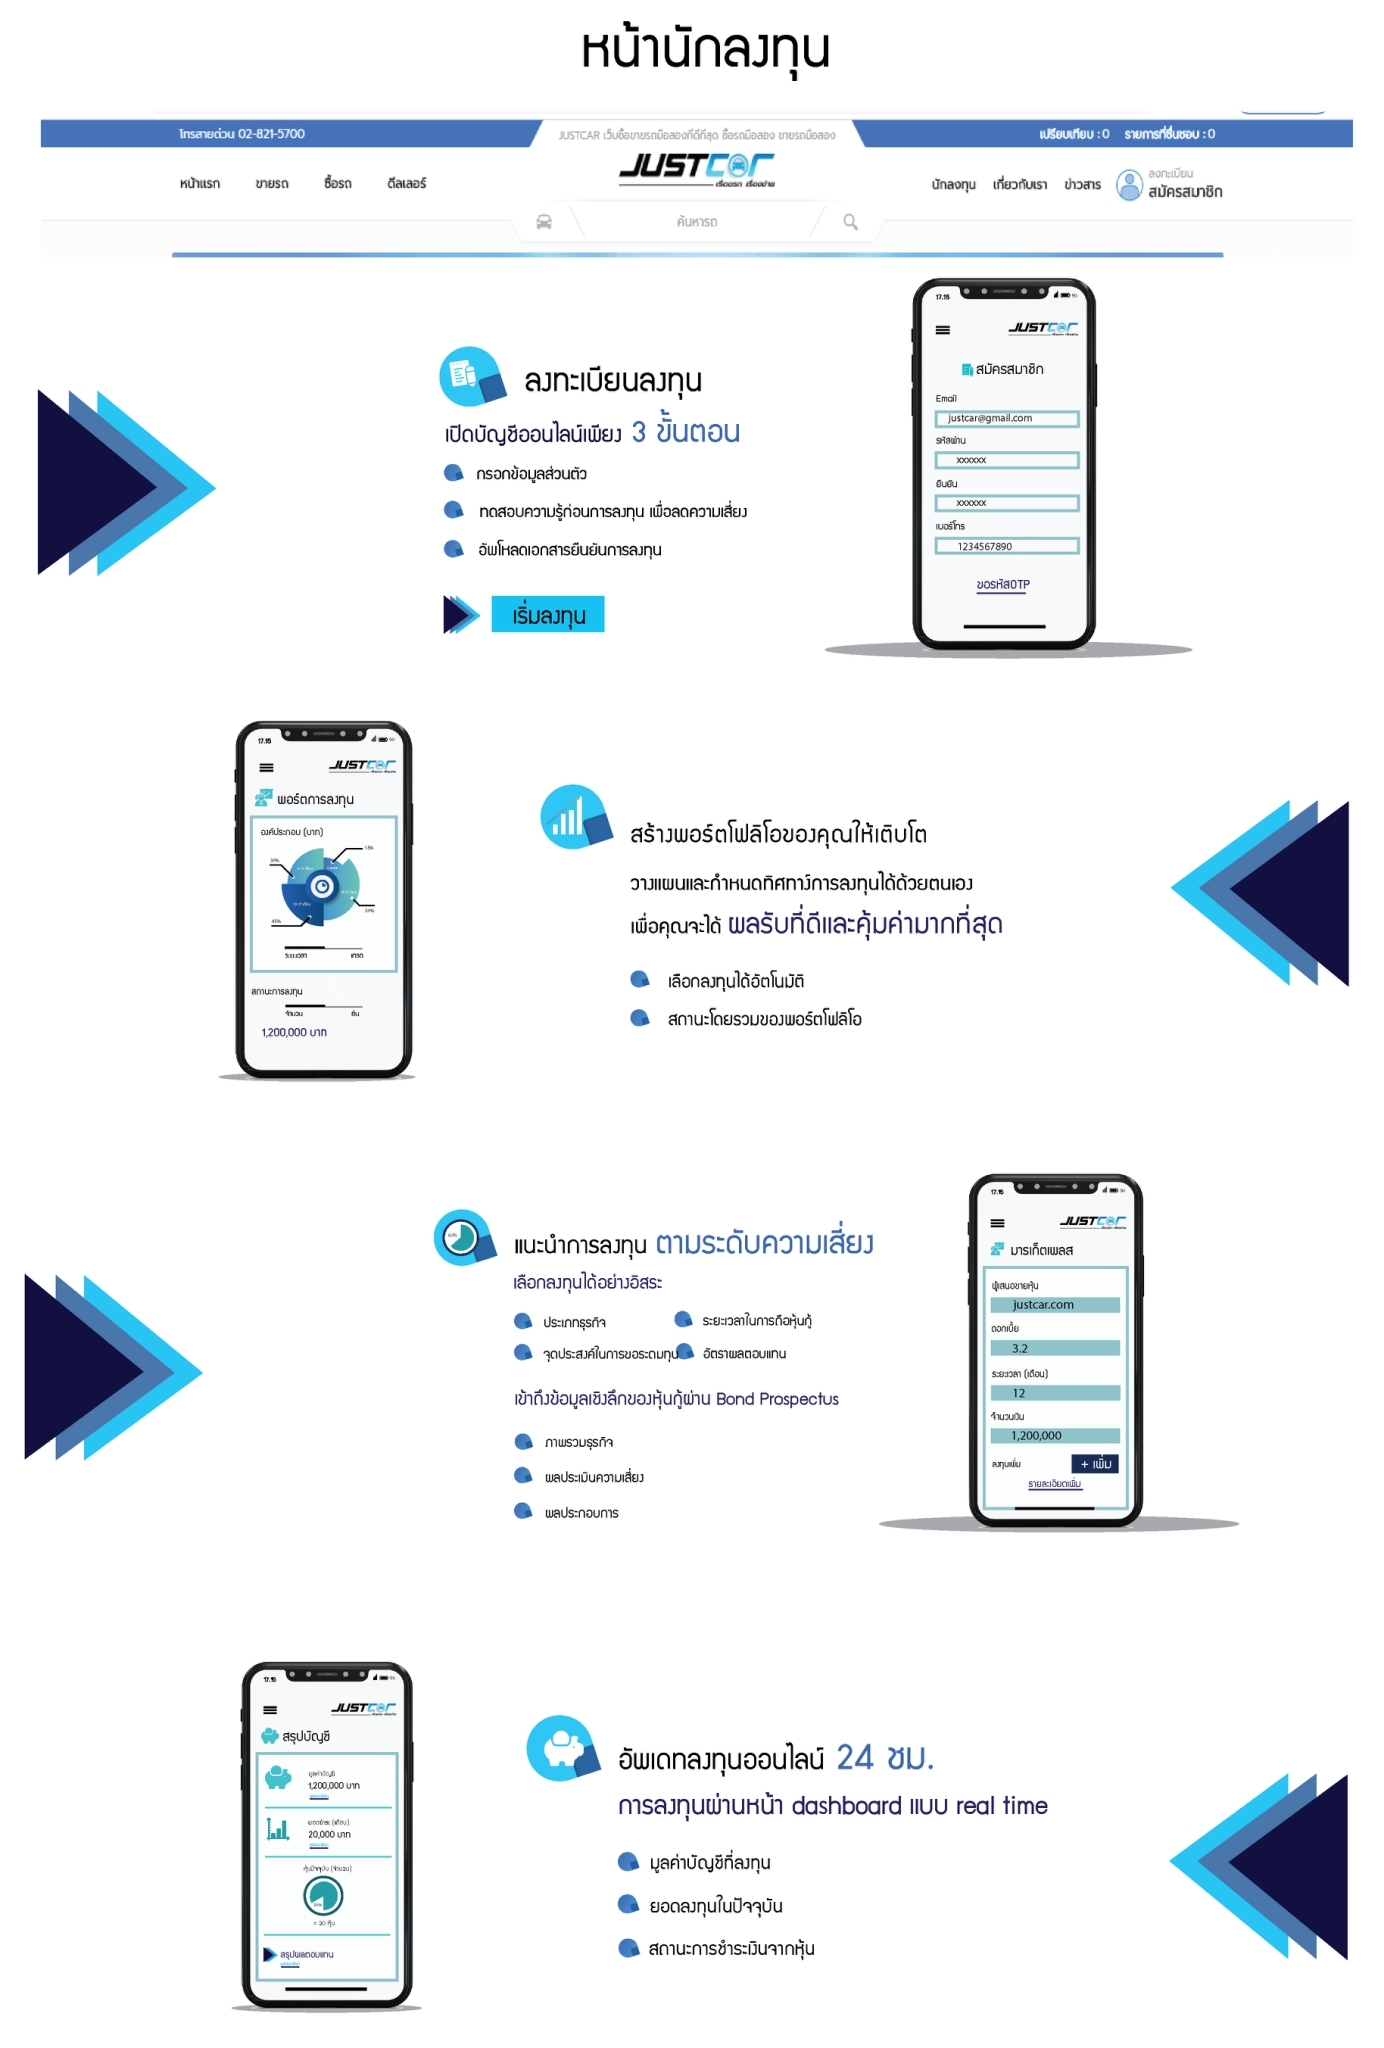 หน้านักลงทุน
โทรสายด่วน 02-821-5700
JUSTCAR เว็บซื้อขายรถมือสองที่ดีที่สุด ซื้อรถมือสอง ขายรถมือสอง
เปรียบเทียบ : 0 รายการที่ชื่นชอบ : 0
หน้าแรก ขายรถ ซื้อรถ ดีลเลอร์
JUSTCAR
เรื่องรถ เรื่องง่าย
นักลงทุน เกี่ยวกับเรา ข่าวสาร
ลงทะเบียน
สมัครสมาชิก
ค้นหารถ
ลงทะเบียนลงทุน
เปิดบัญชีออนไลน์เพียง 3 ขั้นตอน
กรอกข้อมูลส่วนตัว
ทดสอบความรู้ก่อนการลงทุน เพื่อลดความเสี่ยง
อัพโหลดเอกสารยืนยันการลงทุน
เริ่มลงทุน
17.15
JUSTCAR
สมัครสมาชิก
Email
justcar@gmail.com
รหัสผ่าน
xxxxxx
ยืนยัน
xxxxxx
เบอร์โทร
1234567890
ขอรหัสOTP
17.15
JUSTCAR
พอร์ตการลงทุน
องค์ประกอบ (บาท)
ระยะเวลา เกรด
สถานะการลงทุน
จำนวน ต้น
1,200,000 บาท
สร้างพอร์ตโฟลิโอของคุณให้เติบโต
วางแผนและกำหนดทิศทางการลงทุนได้ด้วยตนเอง
เพื่อคุณจะได้ ผลรับที่ดีและคุ้มค่ามากที่สุด
เลือกลงทุนได้อัตโนมัติ
สถานะโดยรวมของพอร์ตโฟลิโอ
แนะนำการลงทุน ตามระดับความเสี่ยง
เลือกลงทุนได้อย่างอิสระ
ประเภทธุรกิจ ระยะเวลาในการถือหุ้นกู้
จุดประสงค์ในการขอระดมทุน อัตราผลตอบแทน
เข้าถึงข้อมูลเชิงลึกของหุ้นกู้ผ่าน Bond Prospectus
ภาพรวมธุรกิจ
ผลประเมินความเสี่ยง
ผลประกอบการ
17.15
JUSTCAR
มาร์เก็ตเพลส
ผู้เสนอขายหุ้น
justcar.com
ดอกเบี้ย
3.2
ระยะเวลา (เดือน)
12
จำนวนเงิน
1,200,000
ลงทุนเพิ่ม + เพิ่ม
รายละเอียดเพิ่ม
17.15
JUSTCAR
สรุปบัญชี
มูลค่าบัญชี
1,200,000 บาท
ยอดชำระ (เดือน)
20,000 บาท
หุ้นปัจจุบัน (จำนวน)
= 30 หุ้น
สรุปผลตอบแทน
อัพเดทลงทุนออนไลน์ 24 ชม.
การลงทุนผ่านหน้า dashboard แบบ real time
มูลค่าบัญชีที่ลงทุน
ยอดลงทุนในปัจจุบัน
สถานะการชำระเงินจากหุ้น